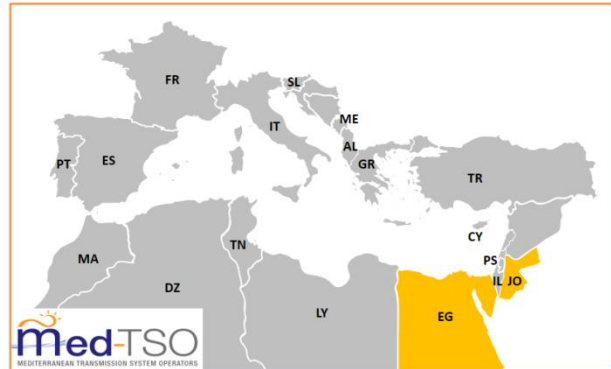 FR
SL
ME
IT
AL
PT
ES
GR
TR
CY
TN
PS
MA
IL JO
DZ
LY
EG
med-TSO
MEDITERRANEAN TRANSMISSION SYSTEM OPERATORS